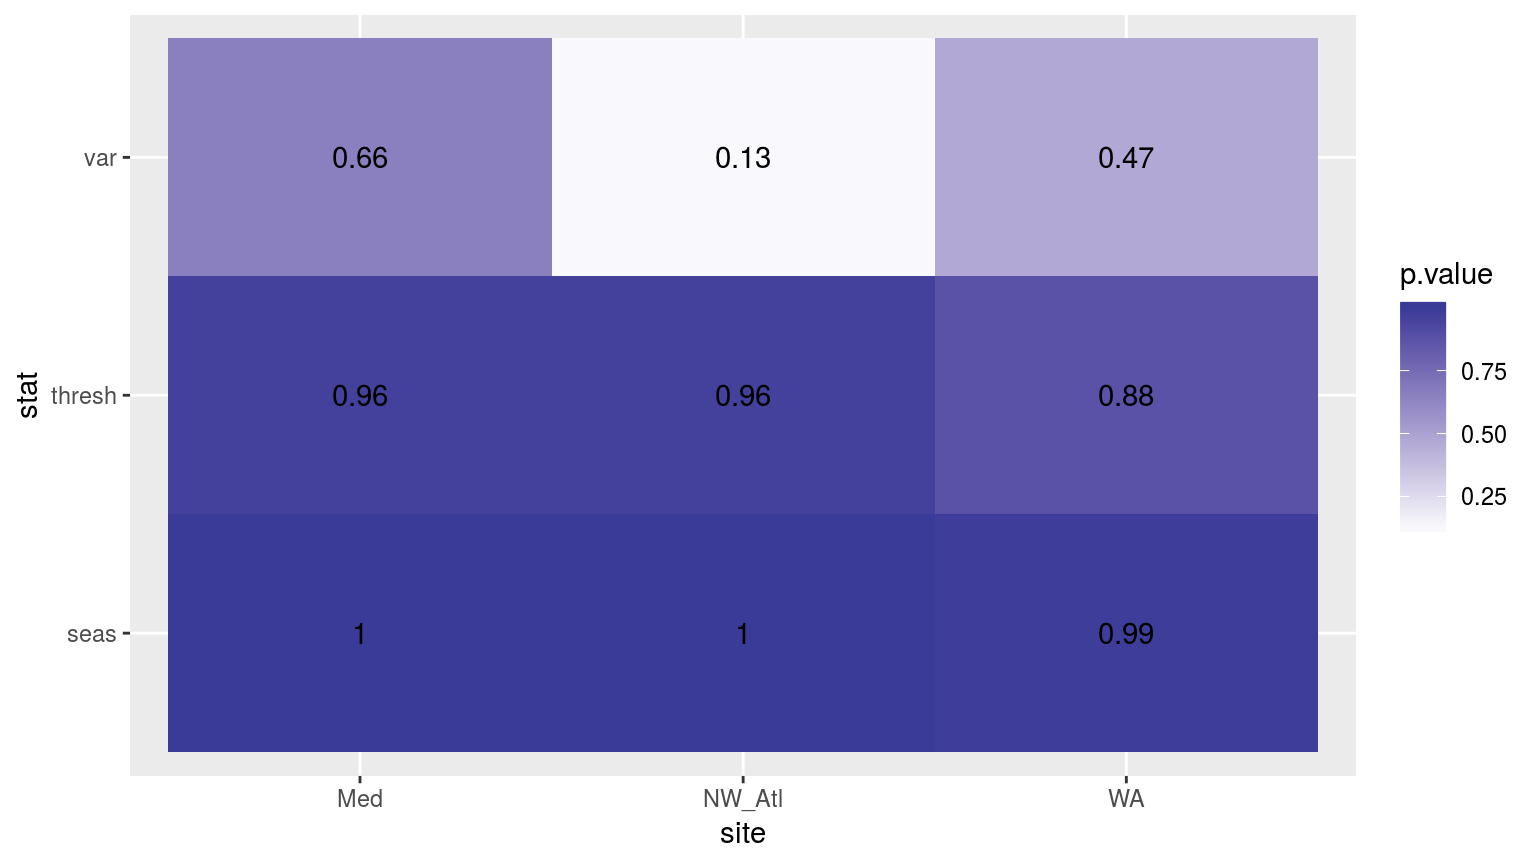 var
0.66
0.13
0.47
thresh
0.96
0.96
0.88
seas
1
1
0.99
stat
Med
NW_Atl
WA
site
p.value
0.75
0.50
0.25